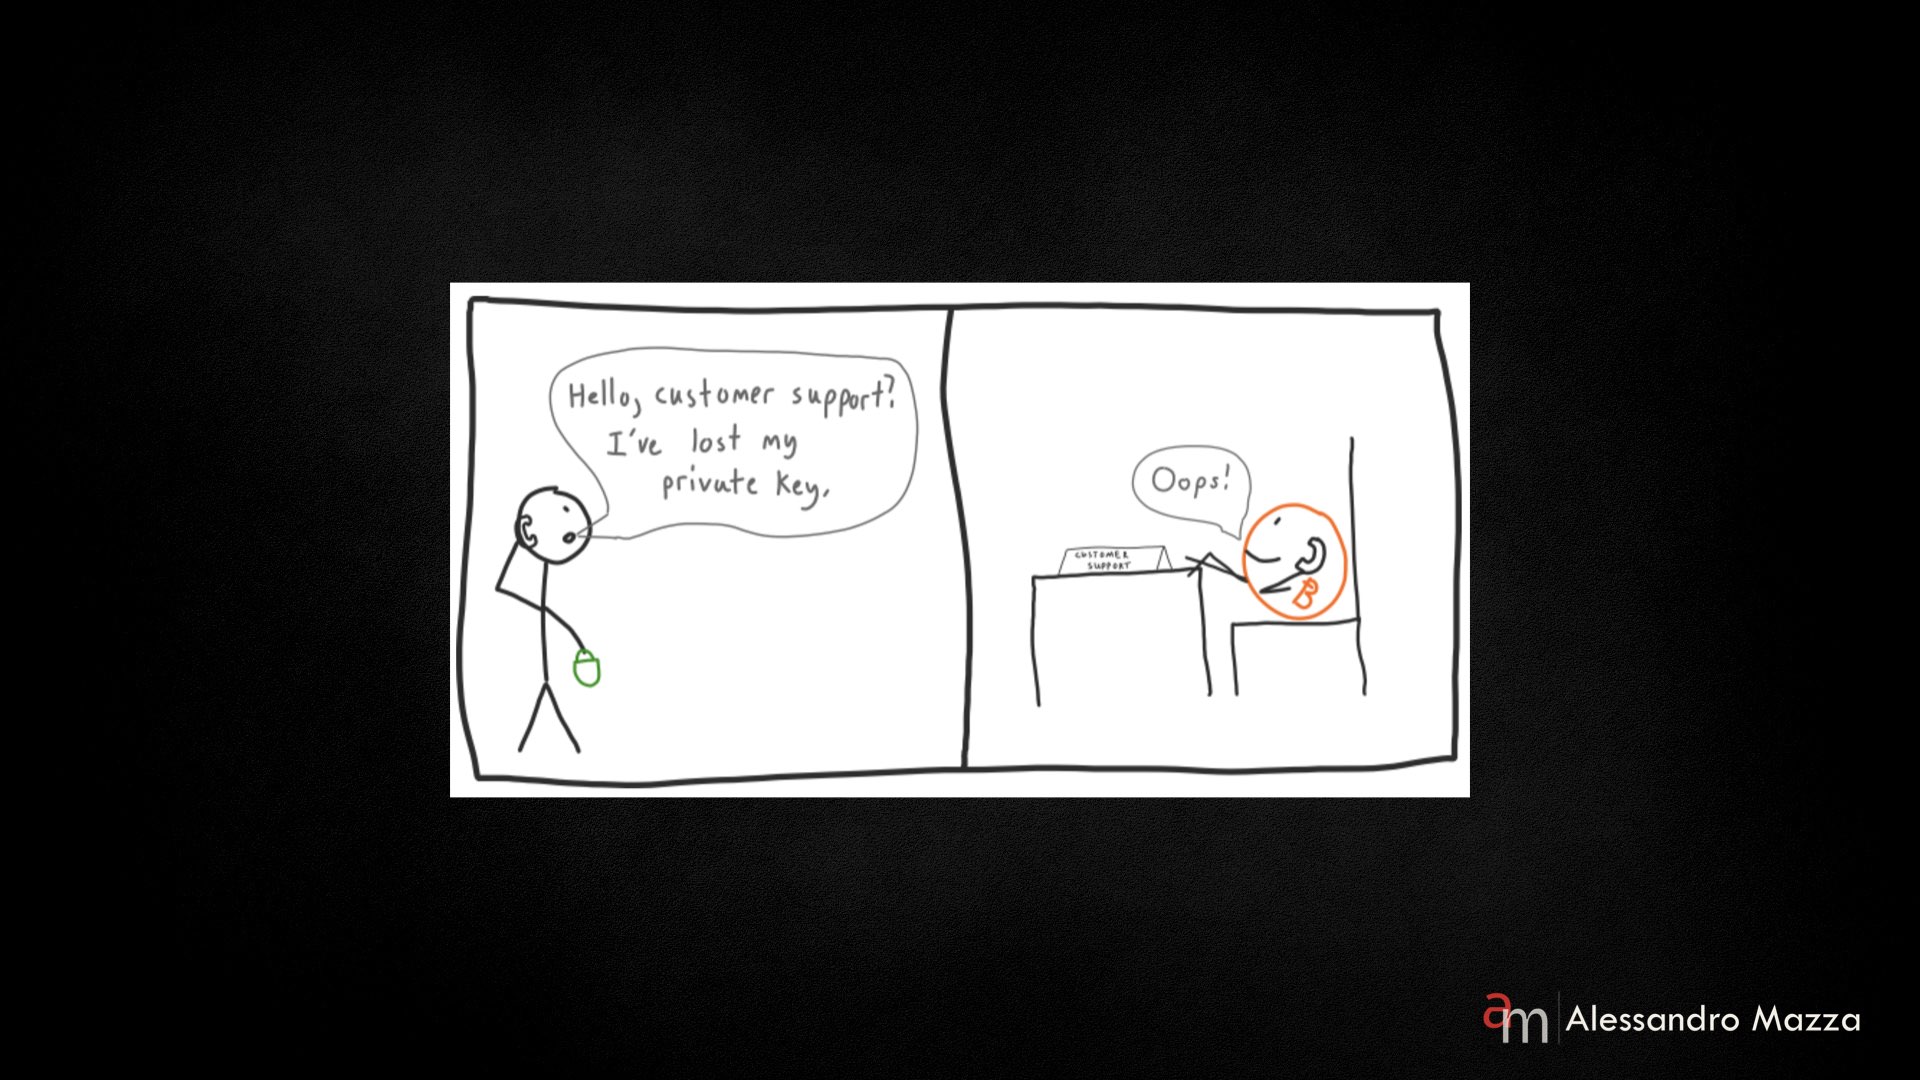 Hello, customer support?
I've lost my
private key.
Oops!
CUSTOMER
SUPPORT
B
am
Alessandro Mazza